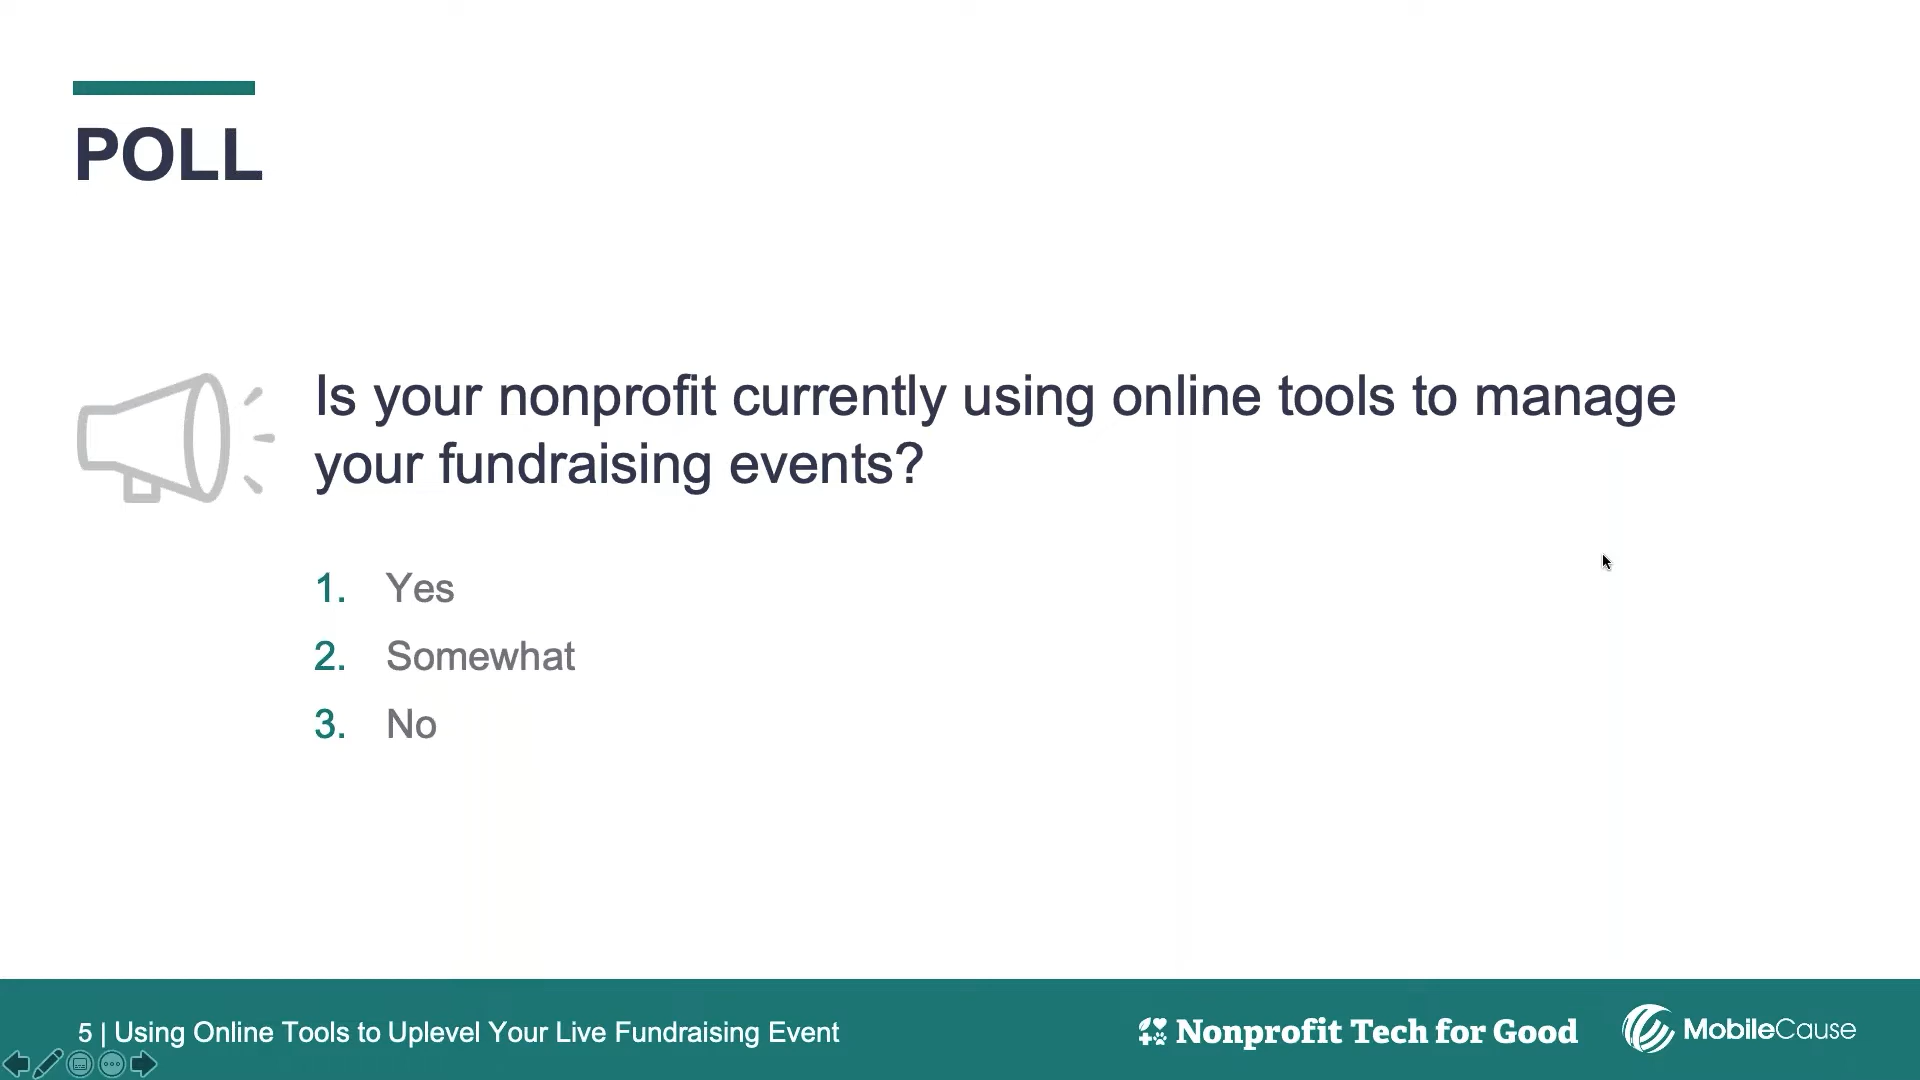 POLL
Is your nonprofit currently using online tools to manage
your fundraising events?
1. Yes
2. Somewhat
3. No
5 | Using Online Tools to Uplevel Your Live Fundraising Event
Nonprofit Tech for Good
MobileCause